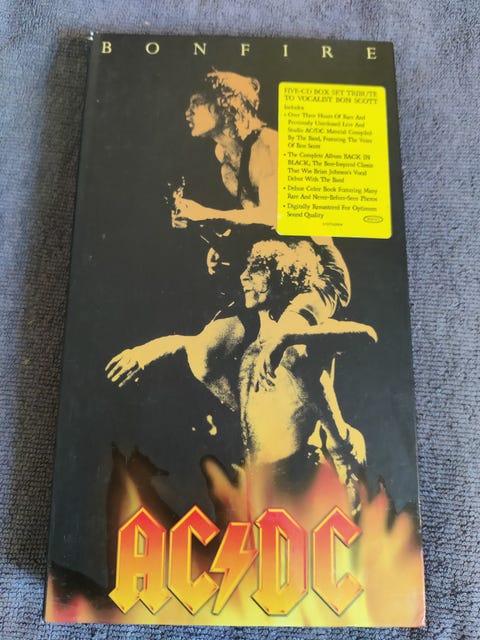 BONFIRE
FIVE-CD BOX SET TRIBUTE
TO VOCALIST BON SCOTT
Includes
• Over Three Hours Of Rare And
Previously Unreleased Live And
Studio AC/DC Material Compiled
By The Band, Featuring The Voice
Of Bon Scott
• The Complete Album BACK IN
BLACK, The Bon-Inspired Classic
That Was Brian Johnson's Vocal
Debut With The Band
• Deluxe Color Book Featuring Many
Rare And Never-Before-Seen Photos
• Digitally Remastered For Optimum
Sound Quality
AC/DC